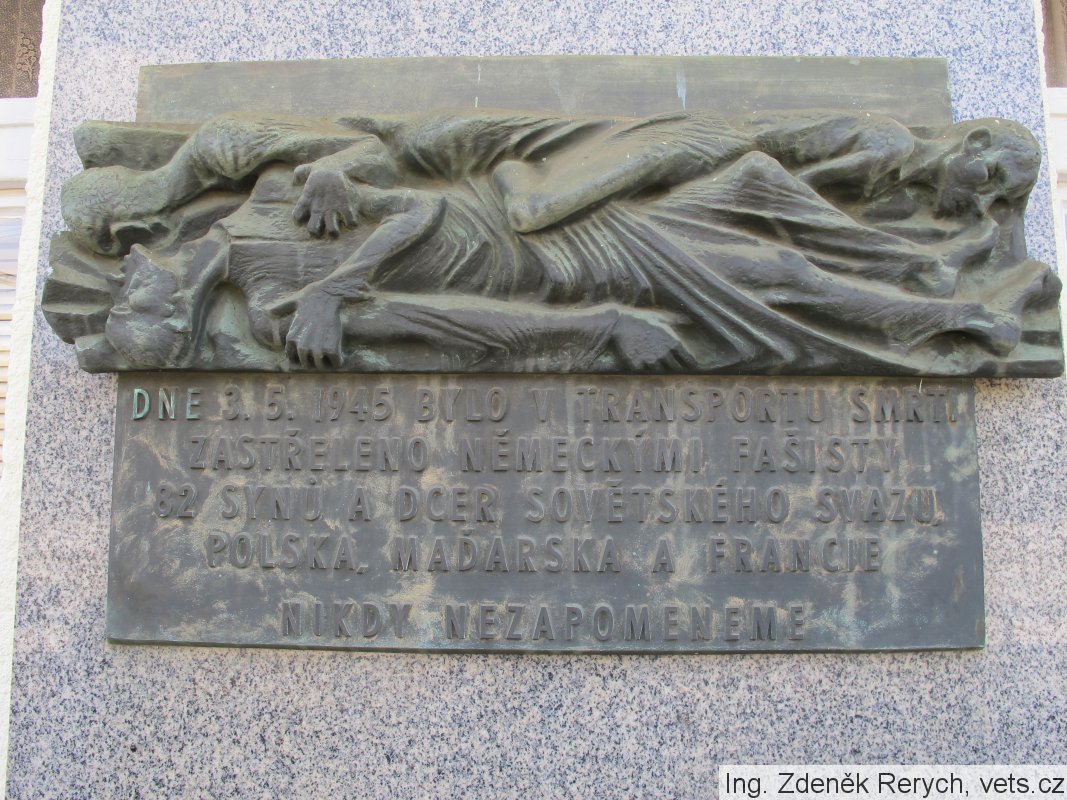 DNE 3. 5. 1945 BYLO V TRANSPORTU SMRTI
ZASTŘELENO NĚMECKÝMI FAŠISTY
82 SYNŮ A DCER SOVĚTSKÉHO SVAZU,
POLSKA, MAĎARSKA A FRANCIE
NIKDY NEZAPOMENEME
Ing. Zdeněk Rerych, vets.cz